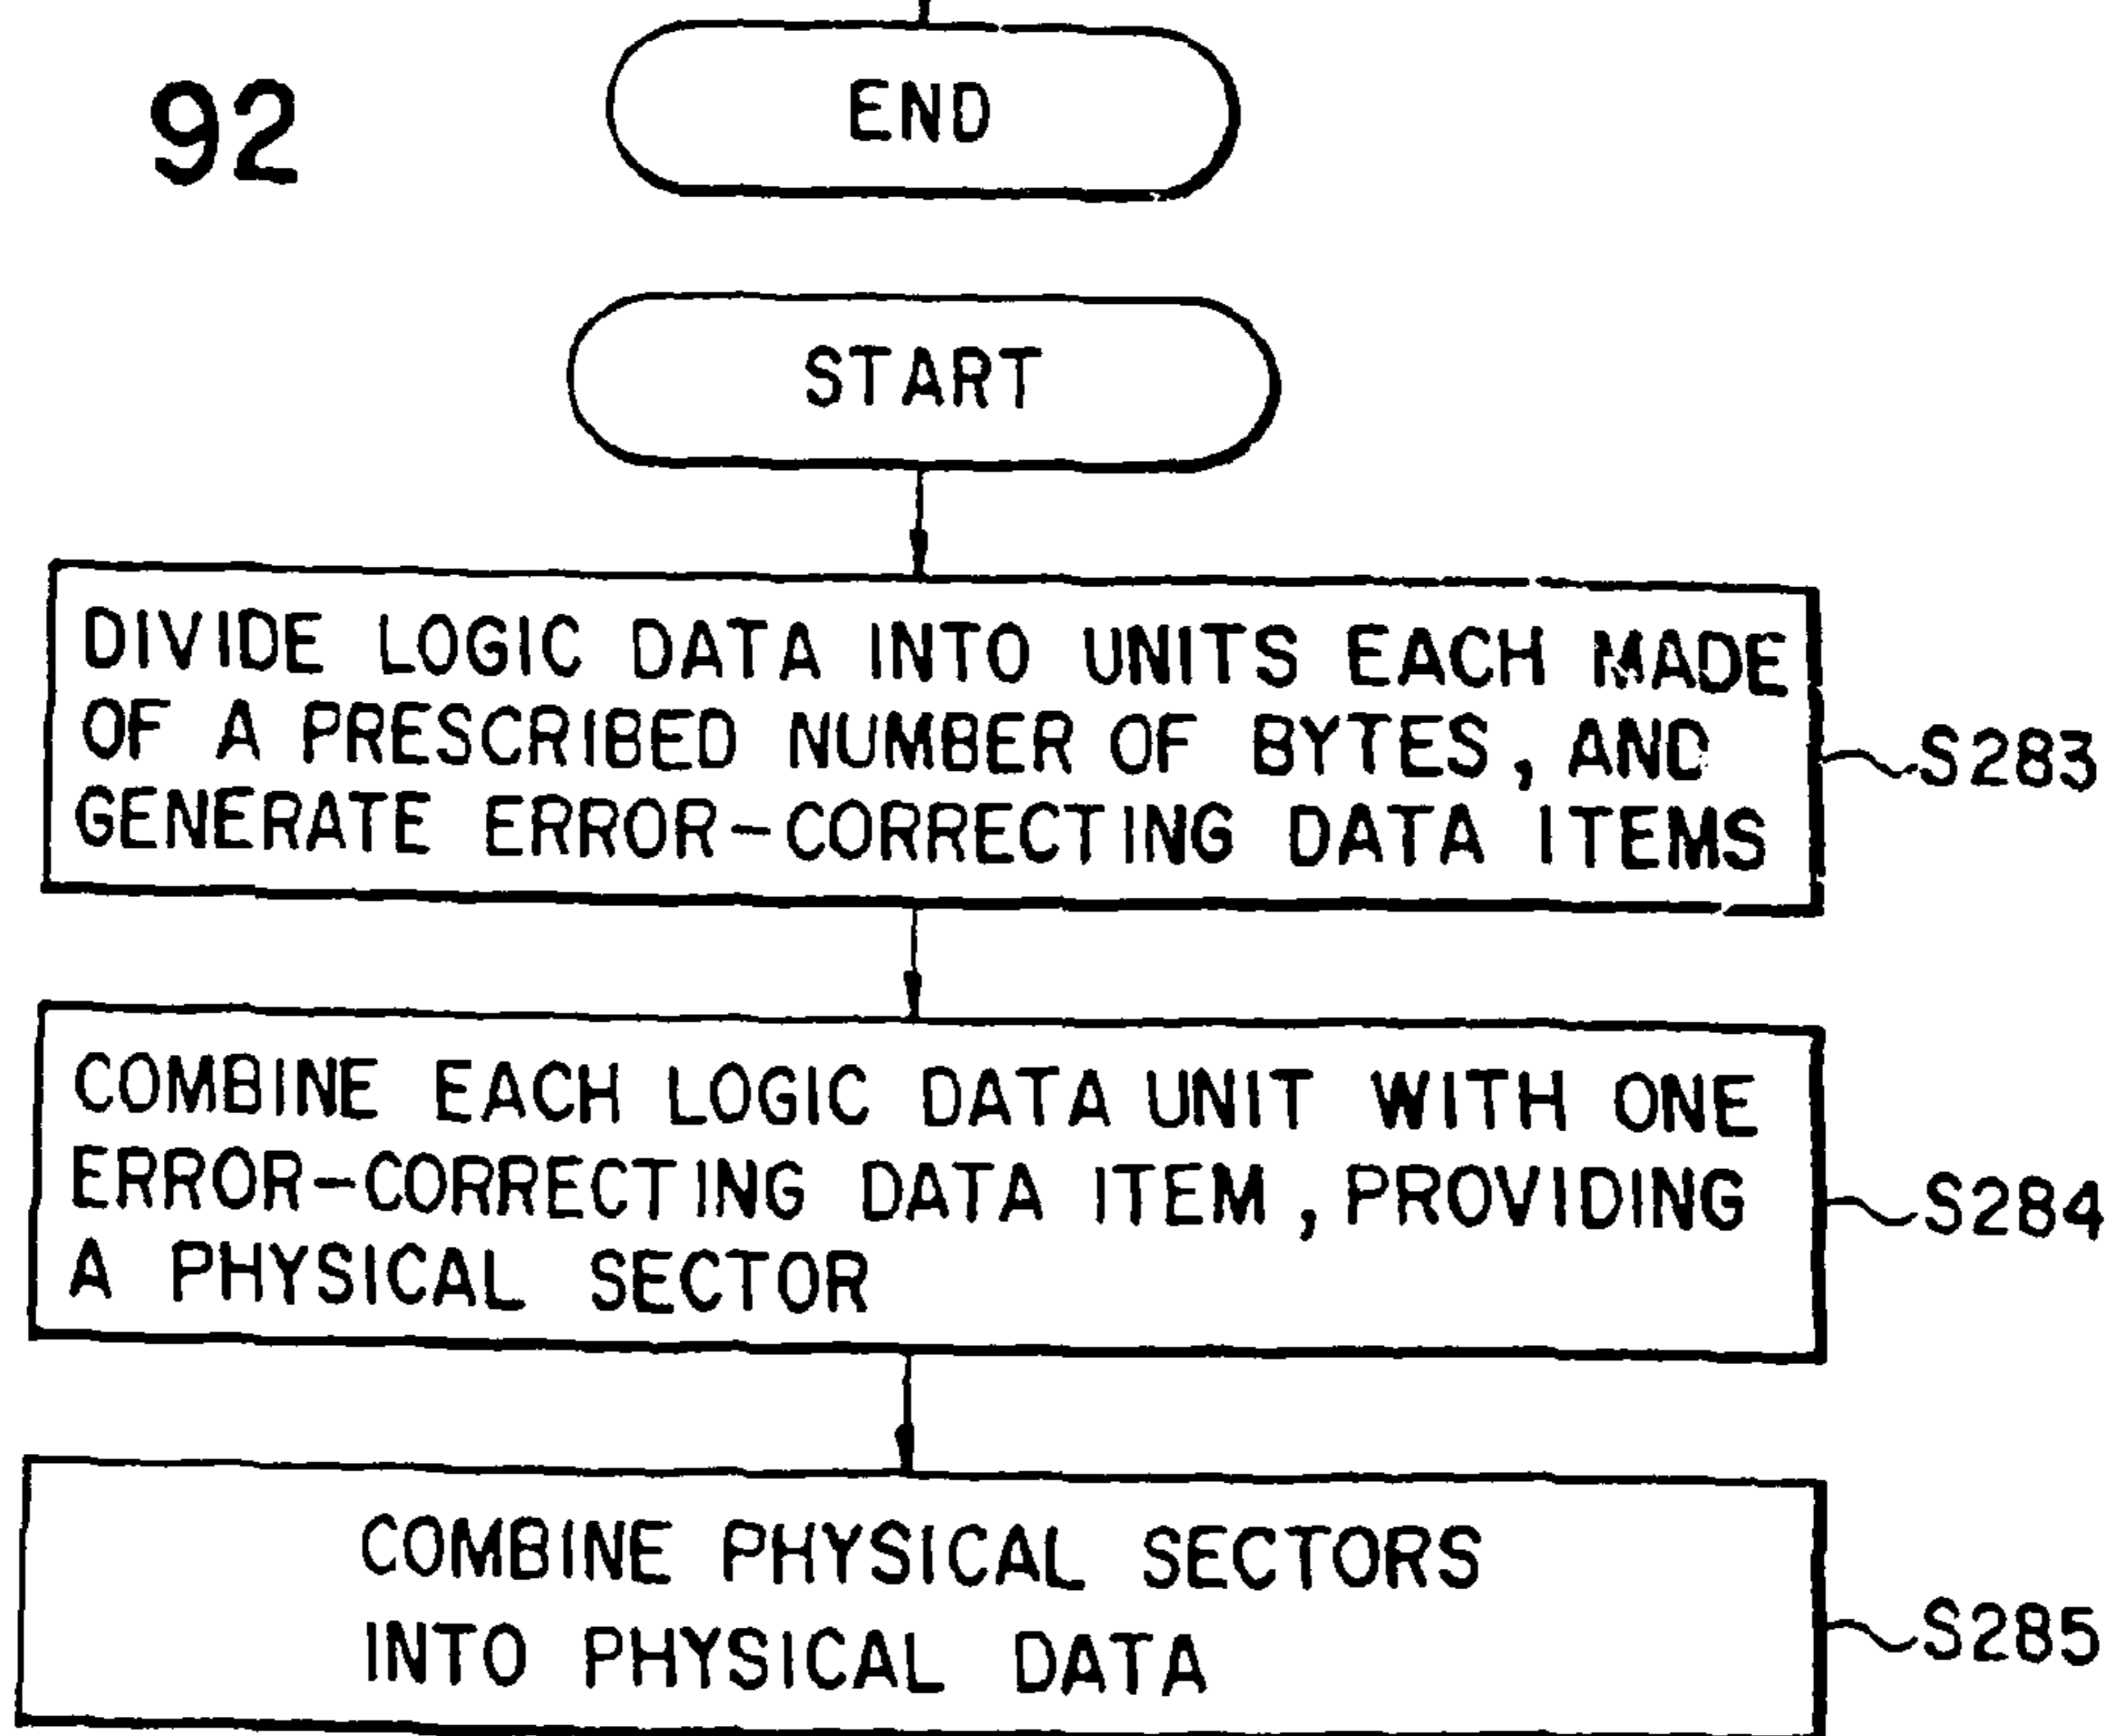 92
END
START
DIVIDE LOGIC DATA INTO UNITS EACH MADE
OF A PRESCRIBED NUMBER OF BYTES, AND
GENERATE ERROR-CORRECTING DATA ITEMS
S283
COMBINE EACH LOGIC DATA UNIT WITH ONE
ERROR-CORRECTING DATA ITEM, PROVIDING
A PHYSICAL SECTOR
S284
COMBINE PHYSICAL SECTORS
INTO PHYSICAL DATA
S285